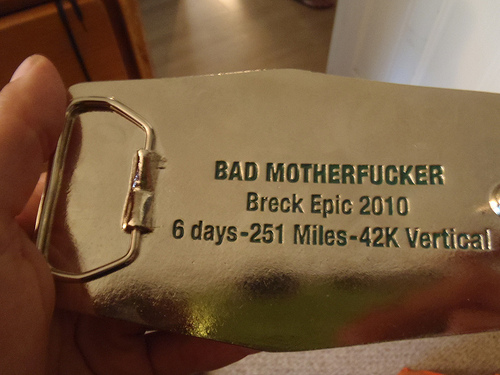 BAD MOTHERFUCKER
Breck Epic 2010
6 days-251 Miles-42K Vertical